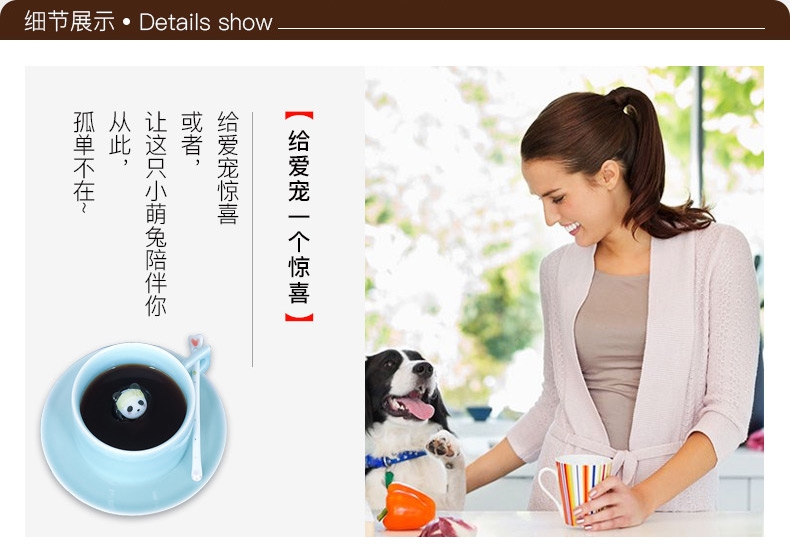 细节展示 • Details show
【给爱宠一个惊喜】
给爱宠惊喜
或者，
让这只小萌兔陪伴你
从此，
孤单不在~